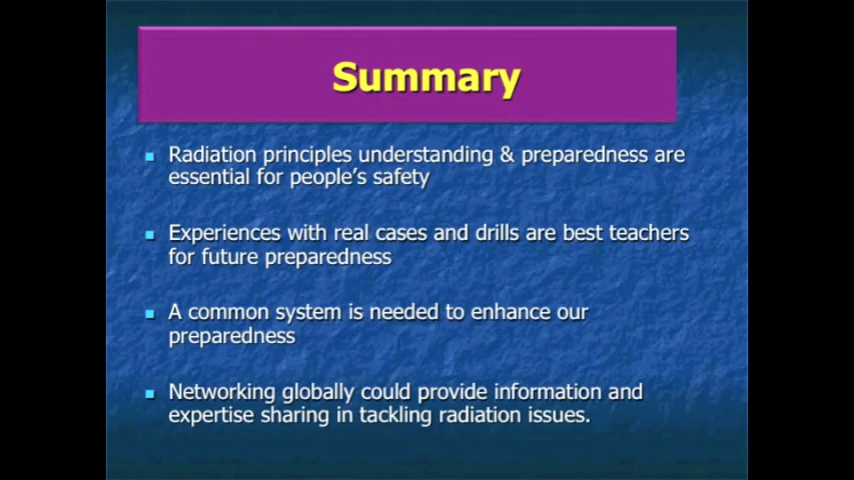 Summary
Radiation principles understanding & preparedness are
essential for people's safety
Experiences with real cases and drills are best teachers
for future preparedness
A common system is needed to enhance our
preparedness
Networking globally could provide information and
expertise sharing in tackling radiation issues.